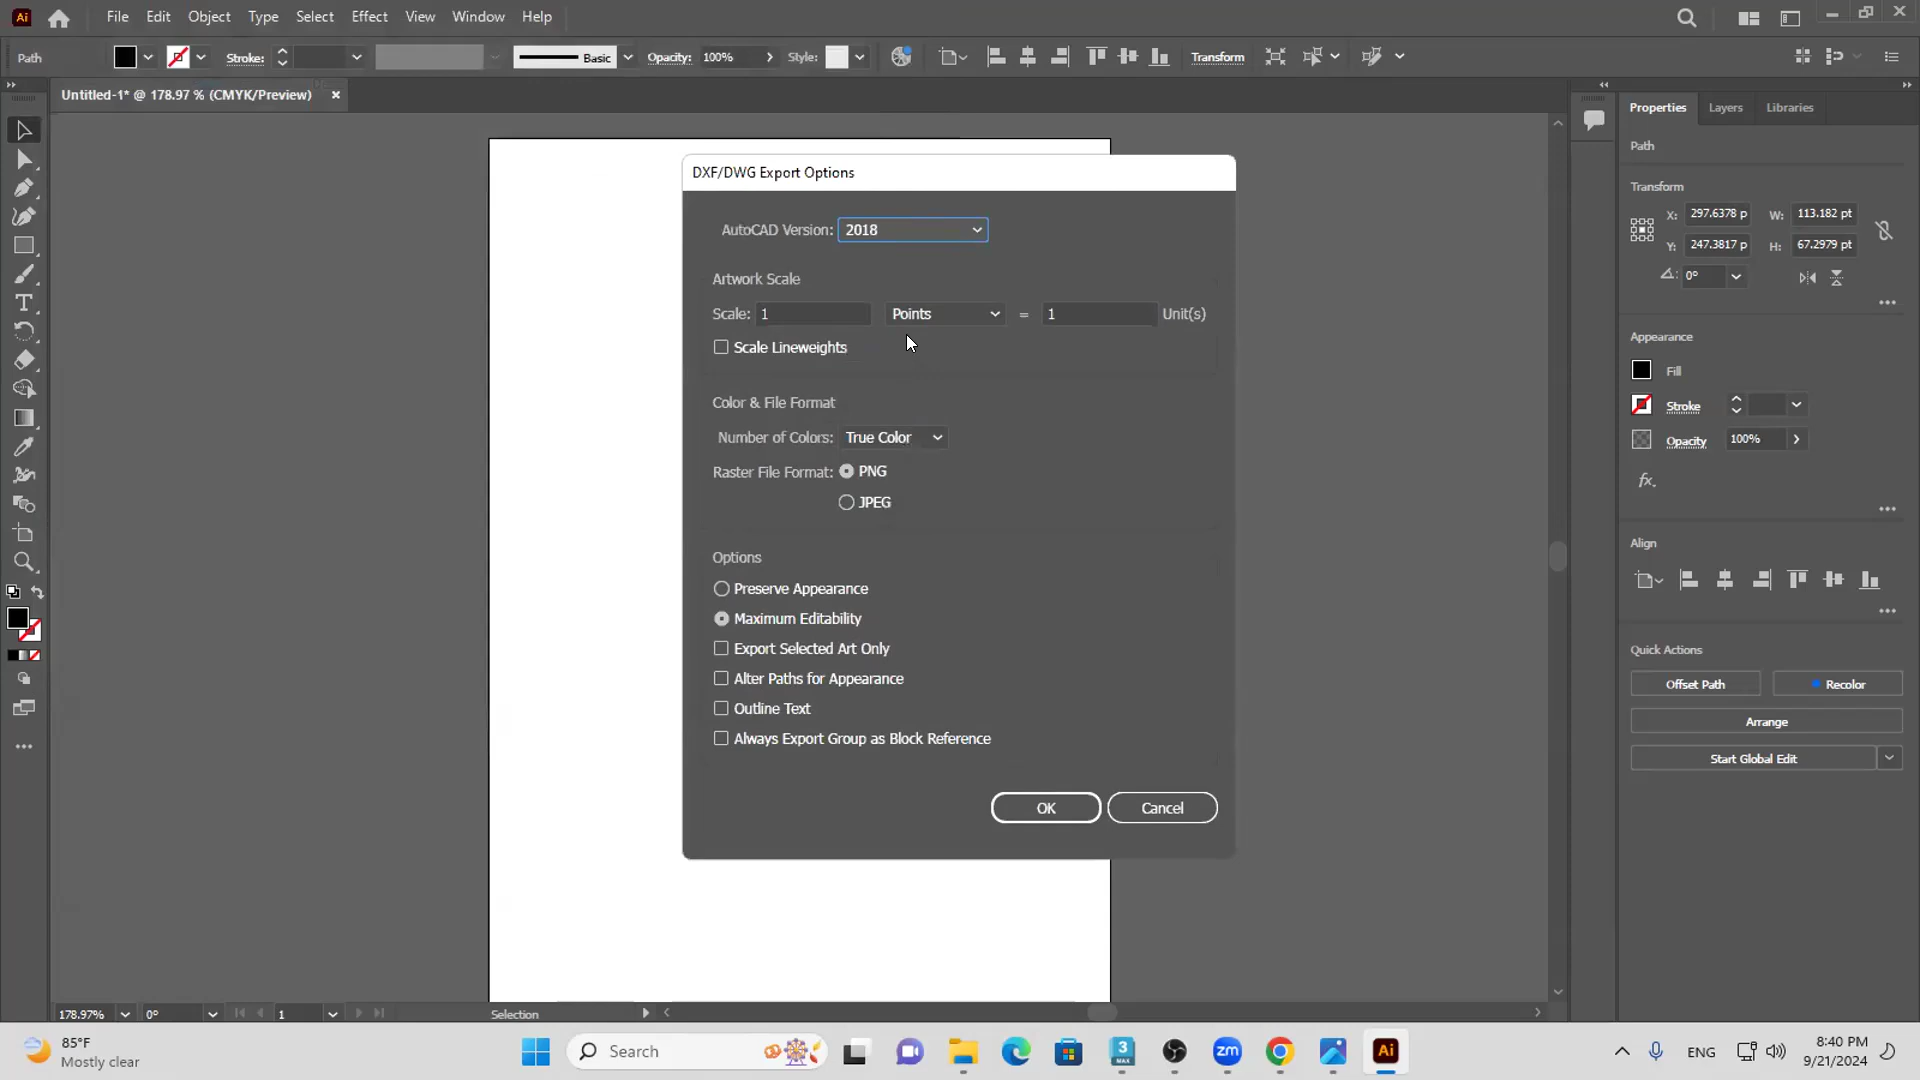 Ai File Edit Object Type Select Effect View Window Help
Path Stroke: Basic Opacity: 100% Style: Transform
Untitled-1* @ 178.97 % (CMYK/Preview)
Properties Layers Libraries
Path
Transform
X: 297.6378 p W: 113.182 pt
Y: 247.3817 p H: 67.2979 pt
0°
Appearance
Fill
Stroke
Opacity 100%
fx.
Align
Quick Actions
Offset Path Recolor
Arrange
Start Global Edit
DXF/DWG Export Options
AutoCAD Version: 2018
Artwork Scale
Scale: 1 Points = 1 Unit(s)
Scale Lineweights
Color & File Format
Number of Colors: True Color
Raster File Format: PNG
JPEG
Options
Preserve Appearance
Maximum Editability
Export Selected Art Only
Alter Paths for Appearance
Outline Text
Always Export Group as Block Reference
OK Cancel
178.97% 0° 1 Selection
85°F
Mostly clear
Search
3
MAX
zm
Ai
ENG
8:40 PM
9/21/2024